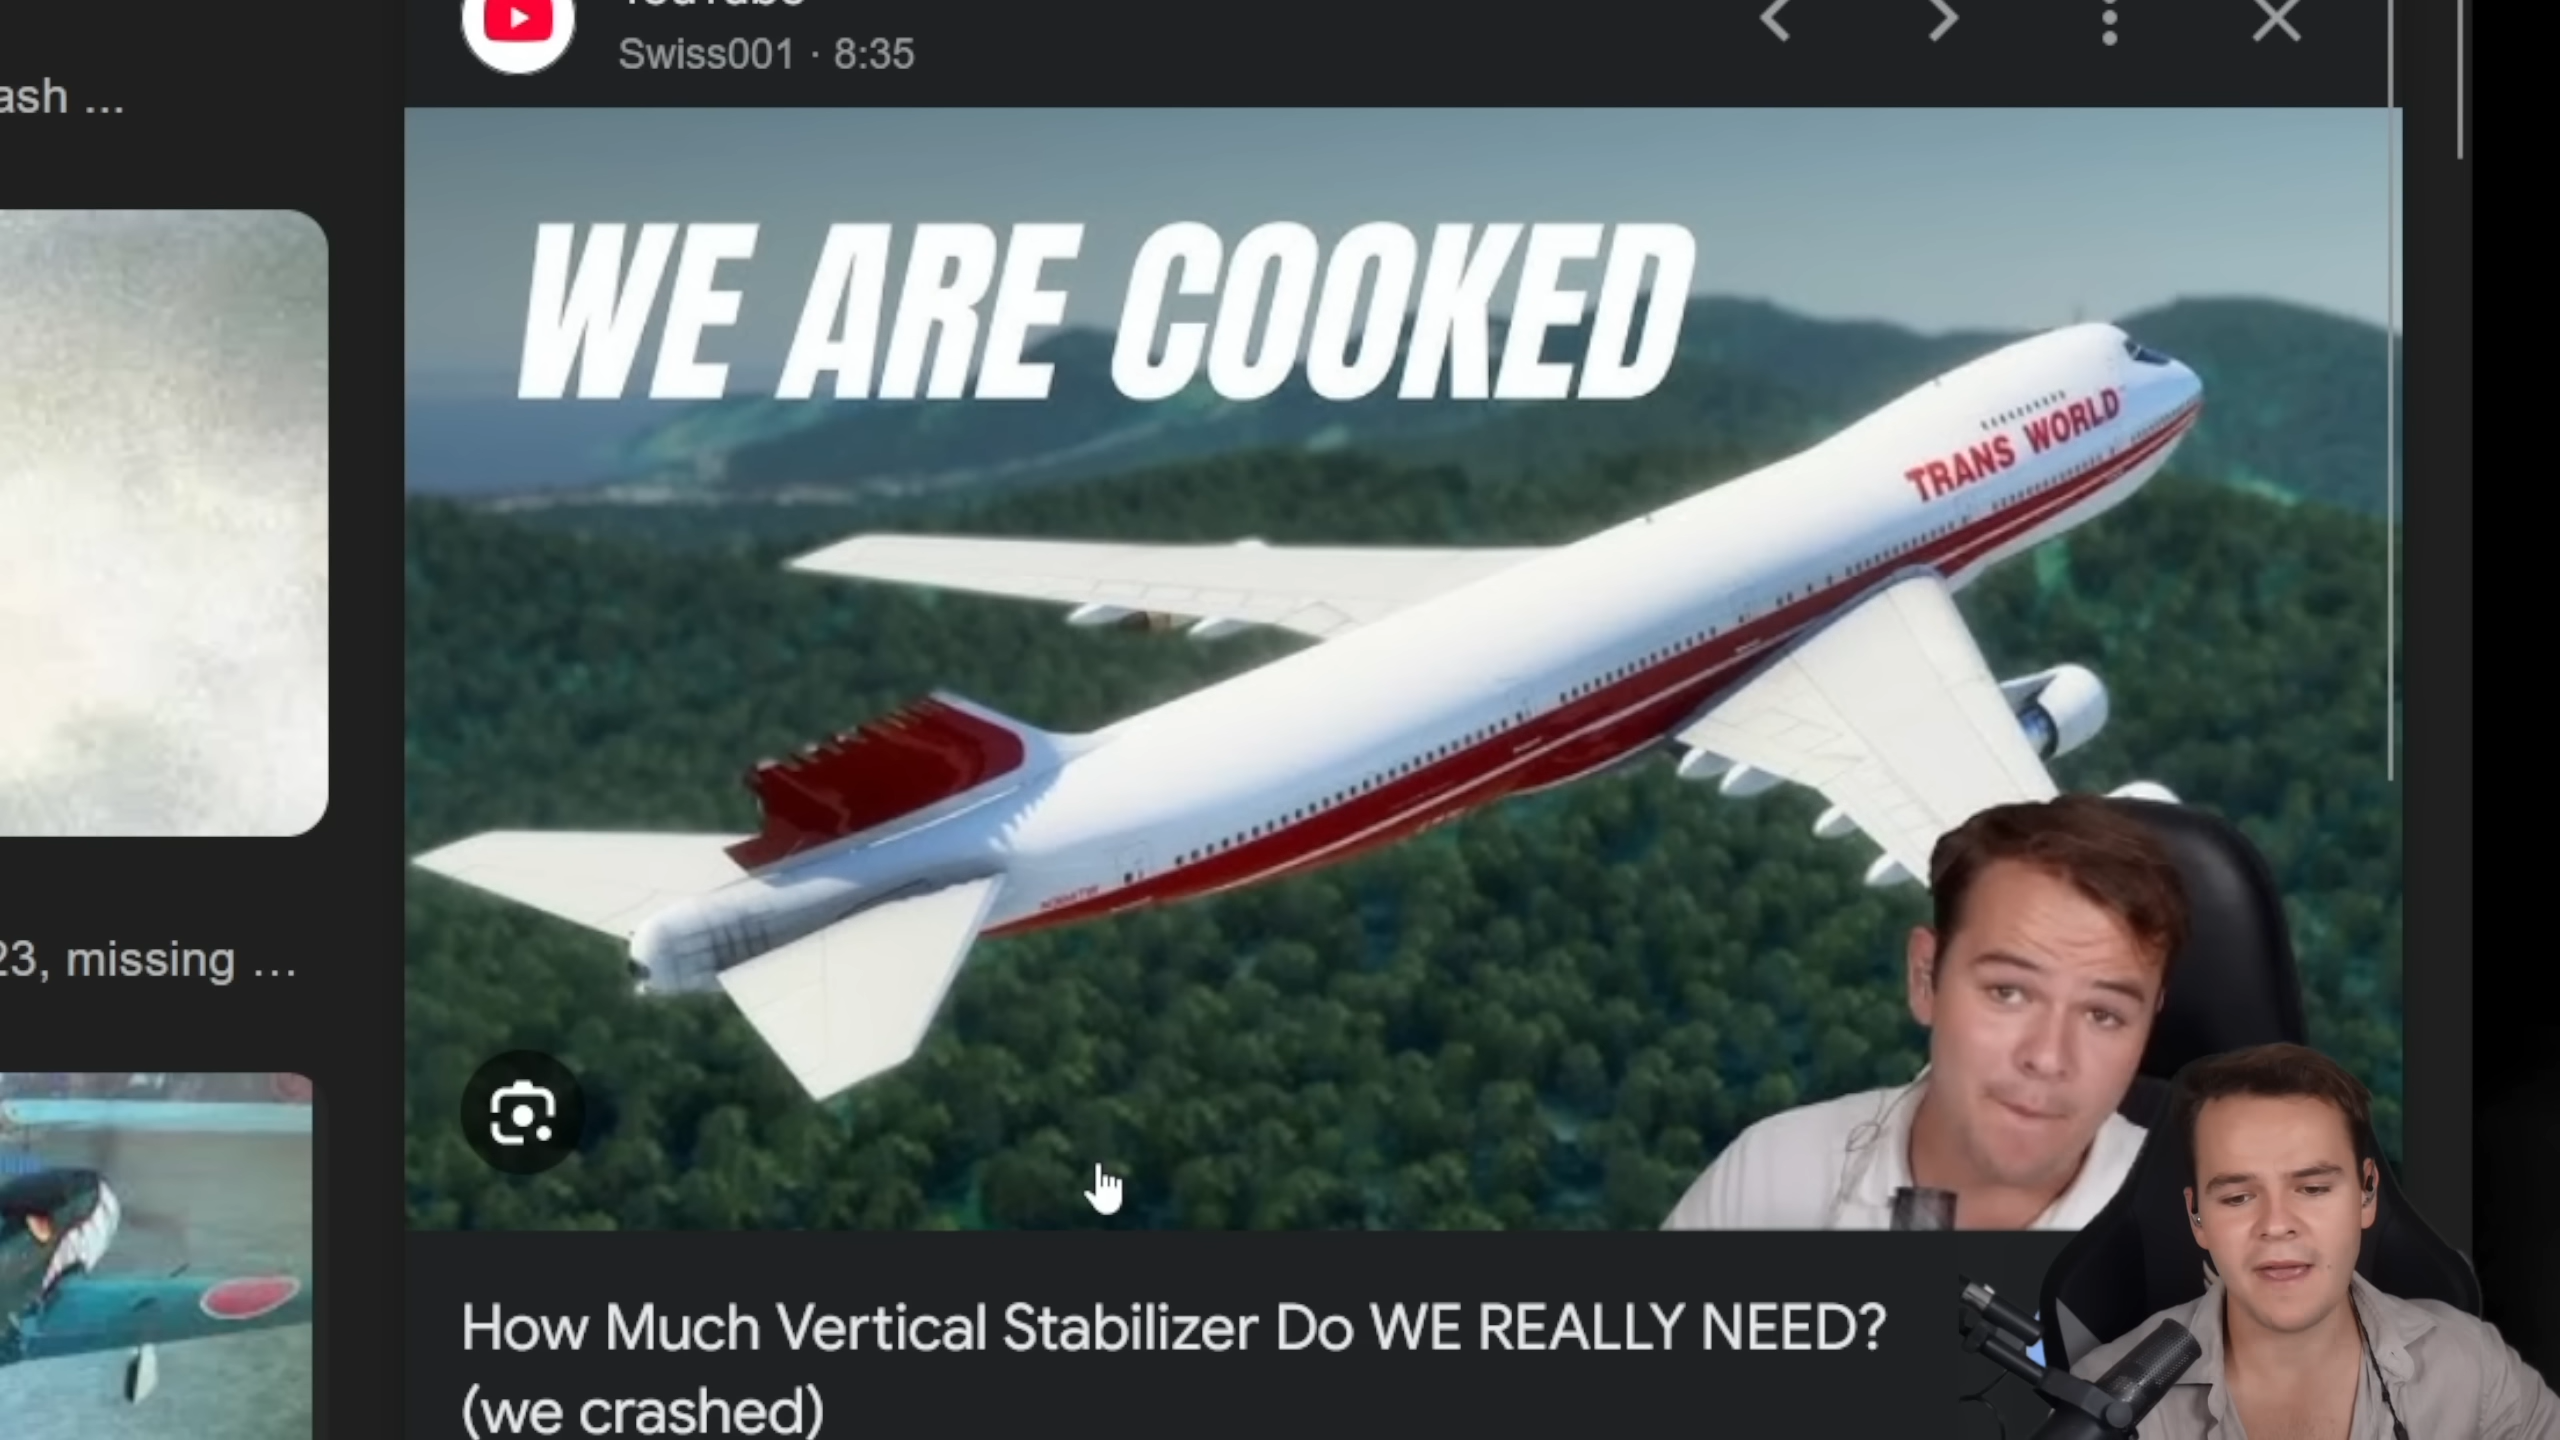 YouTube
Swiss001 · 8:35
ash ...
WE ARE COOKED
TRANS WORLD
23, missing ...
How Much Vertical Stabilizer Do WE REALLY NEED?
(we crashed)